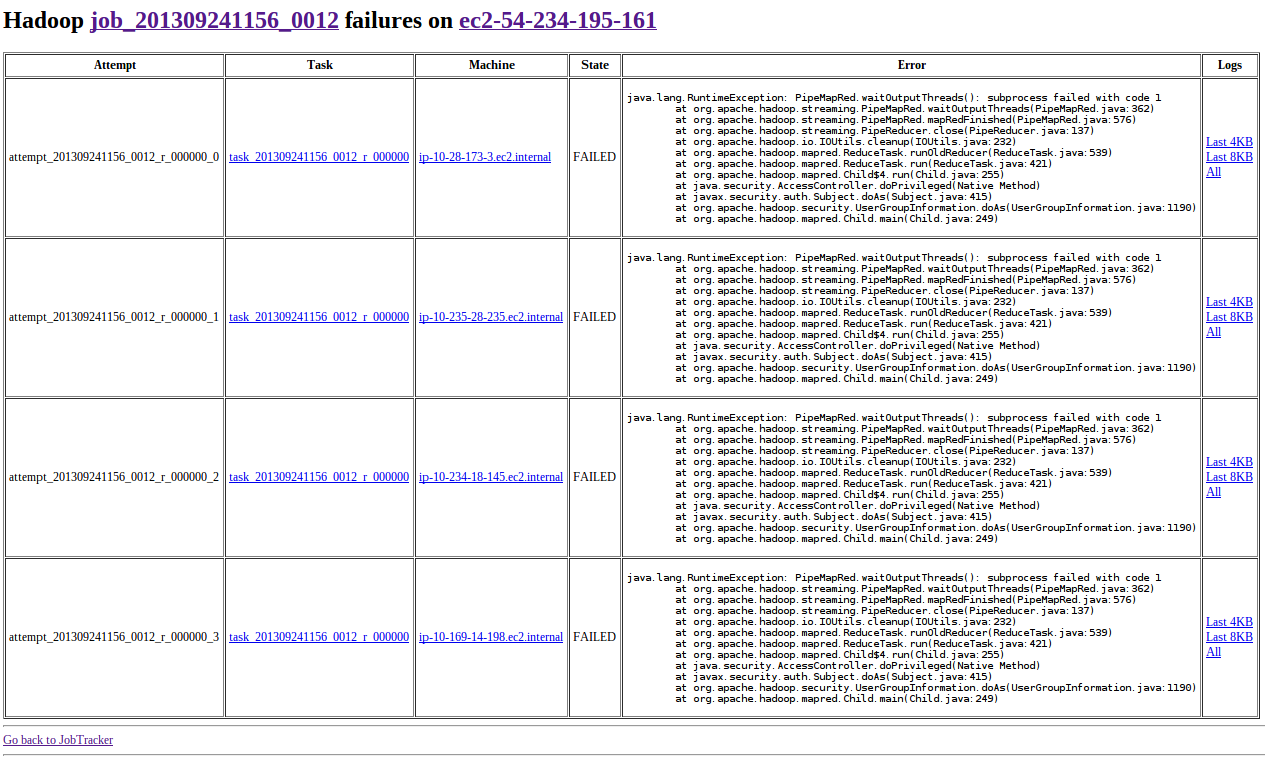 Hadoop job_201309241156_0012 failures on ec2-54-234-195-161
Attempt Task Machine State Error Logs
attempt_201309241156_0012_r_000000_0 task_201309241156_0012_r_000000 ip-10-28-173-3.ec2.internal FAILED
java.lang.RuntimeException: PipeMapRed.waitOutputThreads(): subprocess failed with code 1
at org.apache.hadoop.streaming.PipeMapRed.waitOutputThreads(PipeMapRed.java:362)
at org.apache.hadoop.streaming.PipeMapRed.mapRedFinished(PipeMapRed.java:576)
at org.apache.hadoop.streaming.PipeReducer.close(PipeReducer.java:137)
at org.apache.hadoop.io.IOUtils.cleanup(IOUtils.java:232)
at org.apache.hadoop.mapred.ReduceTask.runOldReducer(ReduceTask.java:539)
at org.apache.hadoop.mapred.ReduceTask.run(ReduceTask.java:421)
at org.apache.hadoop.mapred.Child$4.run(Child.java:255)
at java.security.AccessController.doPrivileged(Native Method)
at javax.security.auth.Subject.doAs(Subject.java:415)
at org.apache.hadoop.security.UserGroupInformation.doAs(UserGroupInformation.java:1190)
at org.apache.hadoop.mapred.Child.main(Child.java:249)
Last 4KB
Last 8KB
All
attempt_201309241156_0012_r_000000_1 task_201309241156_0012_r_000000 ip-10-235-28-235.ec2.internal FAILED
java.lang.RuntimeException: PipeMapRed.waitOutputThreads(): subprocess failed with code 1
at org.apache.hadoop.streaming.PipeMapRed.waitOutputThreads(PipeMapRed.java:362)
at org.apache.hadoop.streaming.PipeMapRed.mapRedFinished(PipeMapRed.java:576)
at org.apache.hadoop.streaming.PipeReducer.close(PipeReducer.java:137)
at org.apache.hadoop.io.IOUtils.cleanup(IOUtils.java:232)
at org.apache.hadoop.mapred.ReduceTask.runOldReducer(ReduceTask.java:539)
at org.apache.hadoop.mapred.ReduceTask.run(ReduceTask.java:421)
at org.apache.hadoop.mapred.Child$4.run(Child.java:255)
at java.security.AccessController.doPrivileged(Native Method)
at javax.security.auth.Subject.doAs(Subject.java:415)
at org.apache.hadoop.security.UserGroupInformation.doAs(UserGroupInformation.java:1190)
at org.apache.hadoop.mapred.Child.main(Child.java:249)
Last 4KB
Last 8KB
All
attempt_201309241156_0012_r_000000_2 task_201309241156_0012_r_000000 ip-10-234-18-145.ec2.internal FAILED
java.lang.RuntimeException: PipeMapRed.waitOutputThreads(): subprocess failed with code 1
at org.apache.hadoop.streaming.PipeMapRed.waitOutputThreads(PipeMapRed.java:362)
at org.apache.hadoop.streaming.PipeMapRed.mapRedFinished(PipeMapRed.java:576)
at org.apache.hadoop.streaming.PipeReducer.close(PipeReducer.java:137)
at org.apache.hadoop.io.IOUtils.cleanup(IOUtils.java:232)
at org.apache.hadoop.mapred.ReduceTask.runOldReducer(ReduceTask.java:539)
at org.apache.hadoop.mapred.ReduceTask.run(ReduceTask.java:421)
at org.apache.hadoop.mapred.Child$4.run(Child.java:255)
at java.security.AccessController.doPrivileged(Native Method)
at javax.security.auth.Subject.doAs(Subject.java:415)
at org.apache.hadoop.security.UserGroupInformation.doAs(UserGroupInformation.java:1190)
at org.apache.hadoop.mapred.Child.main(Child.java:249)
Last 4KB
Last 8KB
All
attempt_201309241156_0012_r_000000_3 task_201309241156_0012_r_000000 ip-10-169-14-198.ec2.internal FAILED
java.lang.RuntimeException: PipeMapRed.waitOutputThreads(): subprocess failed with code 1
at org.apache.hadoop.streaming.PipeMapRed.waitOutputThreads(PipeMapRed.java:362)
at org.apache.hadoop.streaming.PipeMapRed.mapRedFinished(PipeMapRed.java:576)
at org.apache.hadoop.streaming.PipeReducer.close(PipeReducer.java:137)
at org.apache.hadoop.io.IOUtils.cleanup(IOUtils.java:232)
at org.apache.hadoop.mapred.ReduceTask.runOldReducer(ReduceTask.java:539)
at org.apache.hadoop.mapred.ReduceTask.run(ReduceTask.java:421)
at org.apache.hadoop.mapred.Child$4.run(Child.java:255)
at java.security.AccessController.doPrivileged(Native Method)
at javax.security.auth.Subject.doAs(Subject.java:415)
at org.apache.hadoop.security.UserGroupInformation.doAs(UserGroupInformation.java:1190)
at org.apache.hadoop.mapred.Child.main(Child.java:249)
Last 4KB
Last 8KB
All
Go back to JobTracker